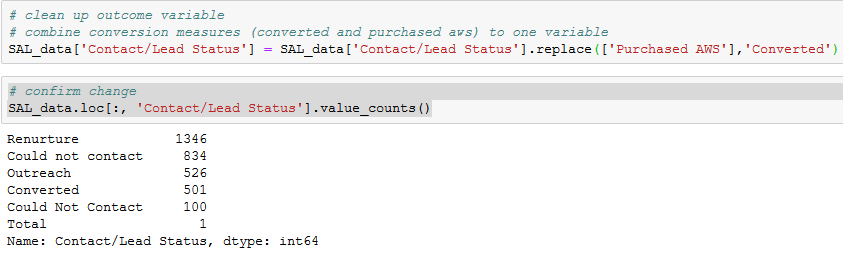 # clean up outcome variable
# combine conversion measures (converted and purchased aws) to one variable
SAL_data['Contact/Lead Status'] = SAL_data['Contact/Lead Status'].replace(['Purchased AWS'],'Converted')
# confirm change
SAL_data.loc[:, 'Contact/Lead Status'].value_counts()
Renurture 1346
Could not contact 834
Outreach 526
Converted 501
Could Not Contact 100
Total 1
Name: Contact/Lead Status, dtype: int64